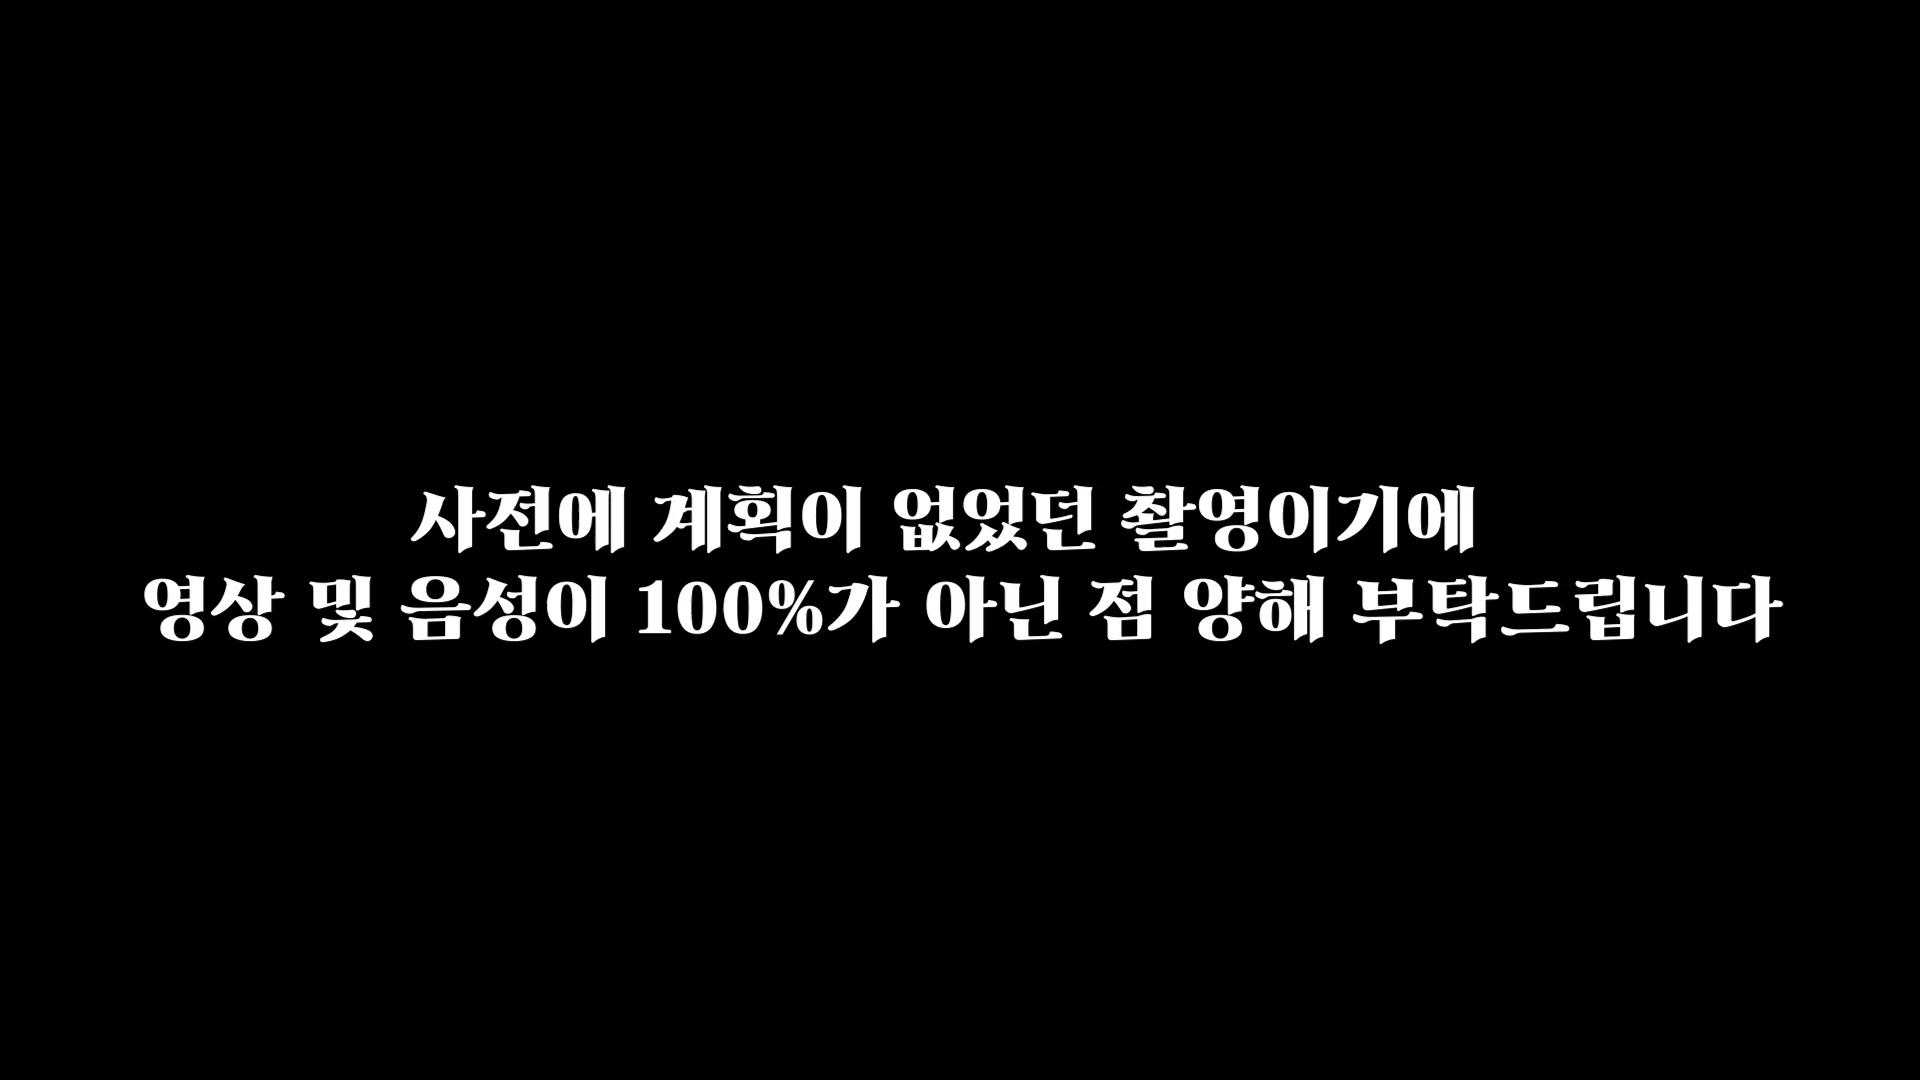 사전에 계획이 없었던 촬영이기에
영상 및 음성이 100%가 아닌 점 양해 부탁드립니다